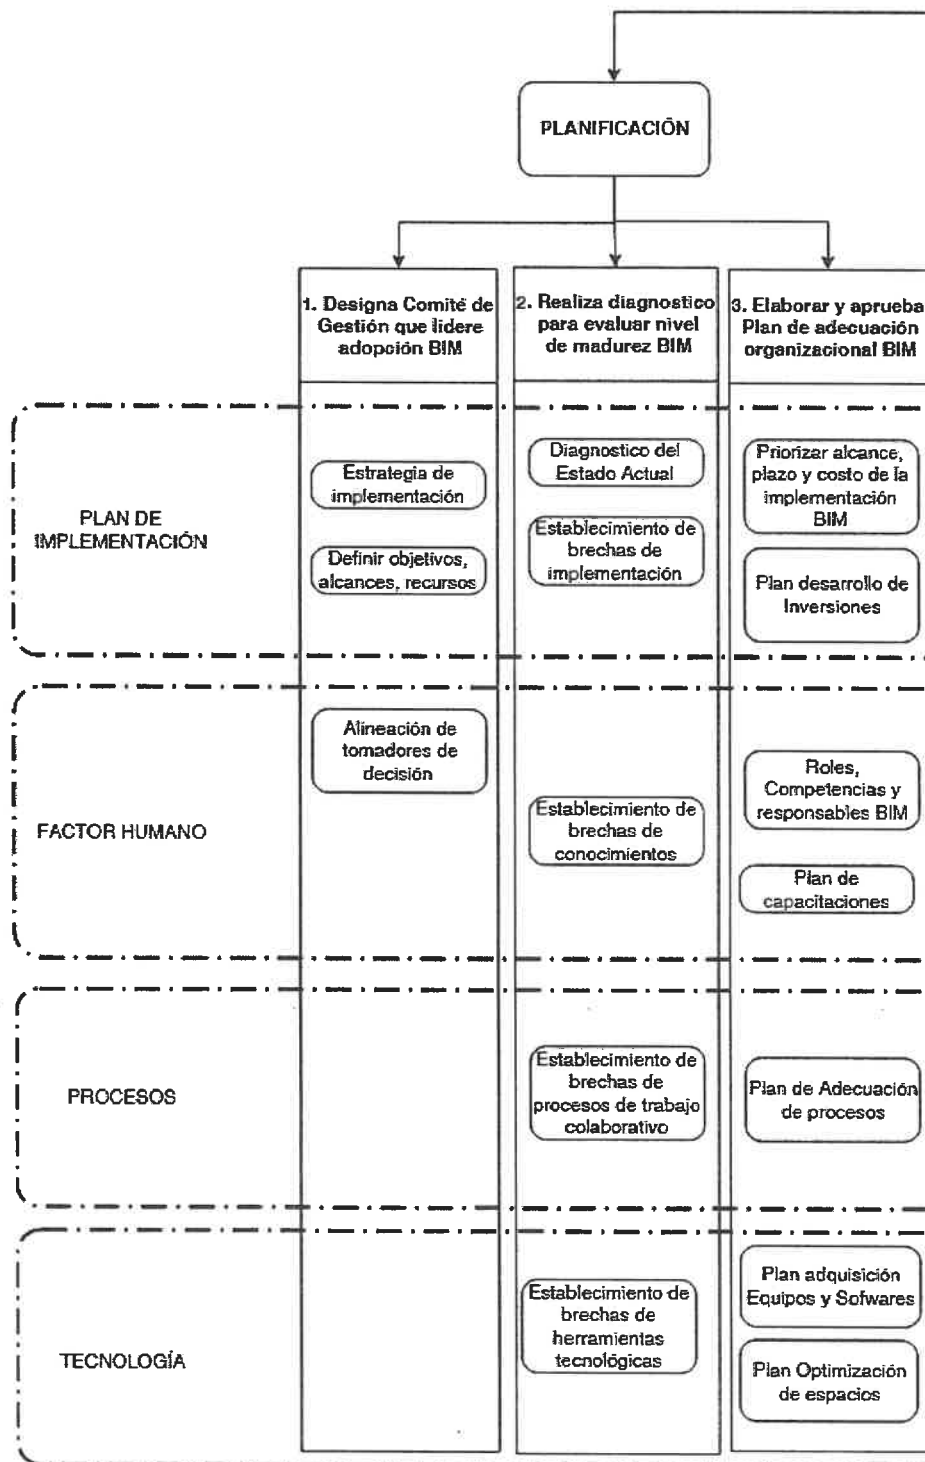 PLANIFICACIÓN
1. Designa Comité de
Gestión que lidere
adopción BIM
2. Realiza diagnostico
para evaluar nivel
de madurez BIM
3. Elaborar y aprueba
Plan de adecuación
organizacional BIM
PLAN DE
IMPLEMENTACIÓN
Estrategia de
implementación
Definir objetivos,
alcances, recursos
Diagnostico del
Estado Actual
Establecimiento de
brechas de
implementación
Priorizar alcance,
plazo y costo de la
implementación
BIM
Plan desarrollo de
Inversiones
FACTOR HUMANO
Alineación de
tomadores de
decisión
Establecimiento de
brechas de
conocimientos
Roles,
Competencias y
responsables BIM
Plan de
capacitaciones
PROCESOS
Establecimiento de
brechas de
procesos de trabajo
colaborativo
Plan de Adecuación
de procesos
TECNOLOGÍA
Establecimiento de
brechas de
herramientas
tecnológicas
Plan adquisición
Equipos y Sofwares
Plan Optimización
de espacios